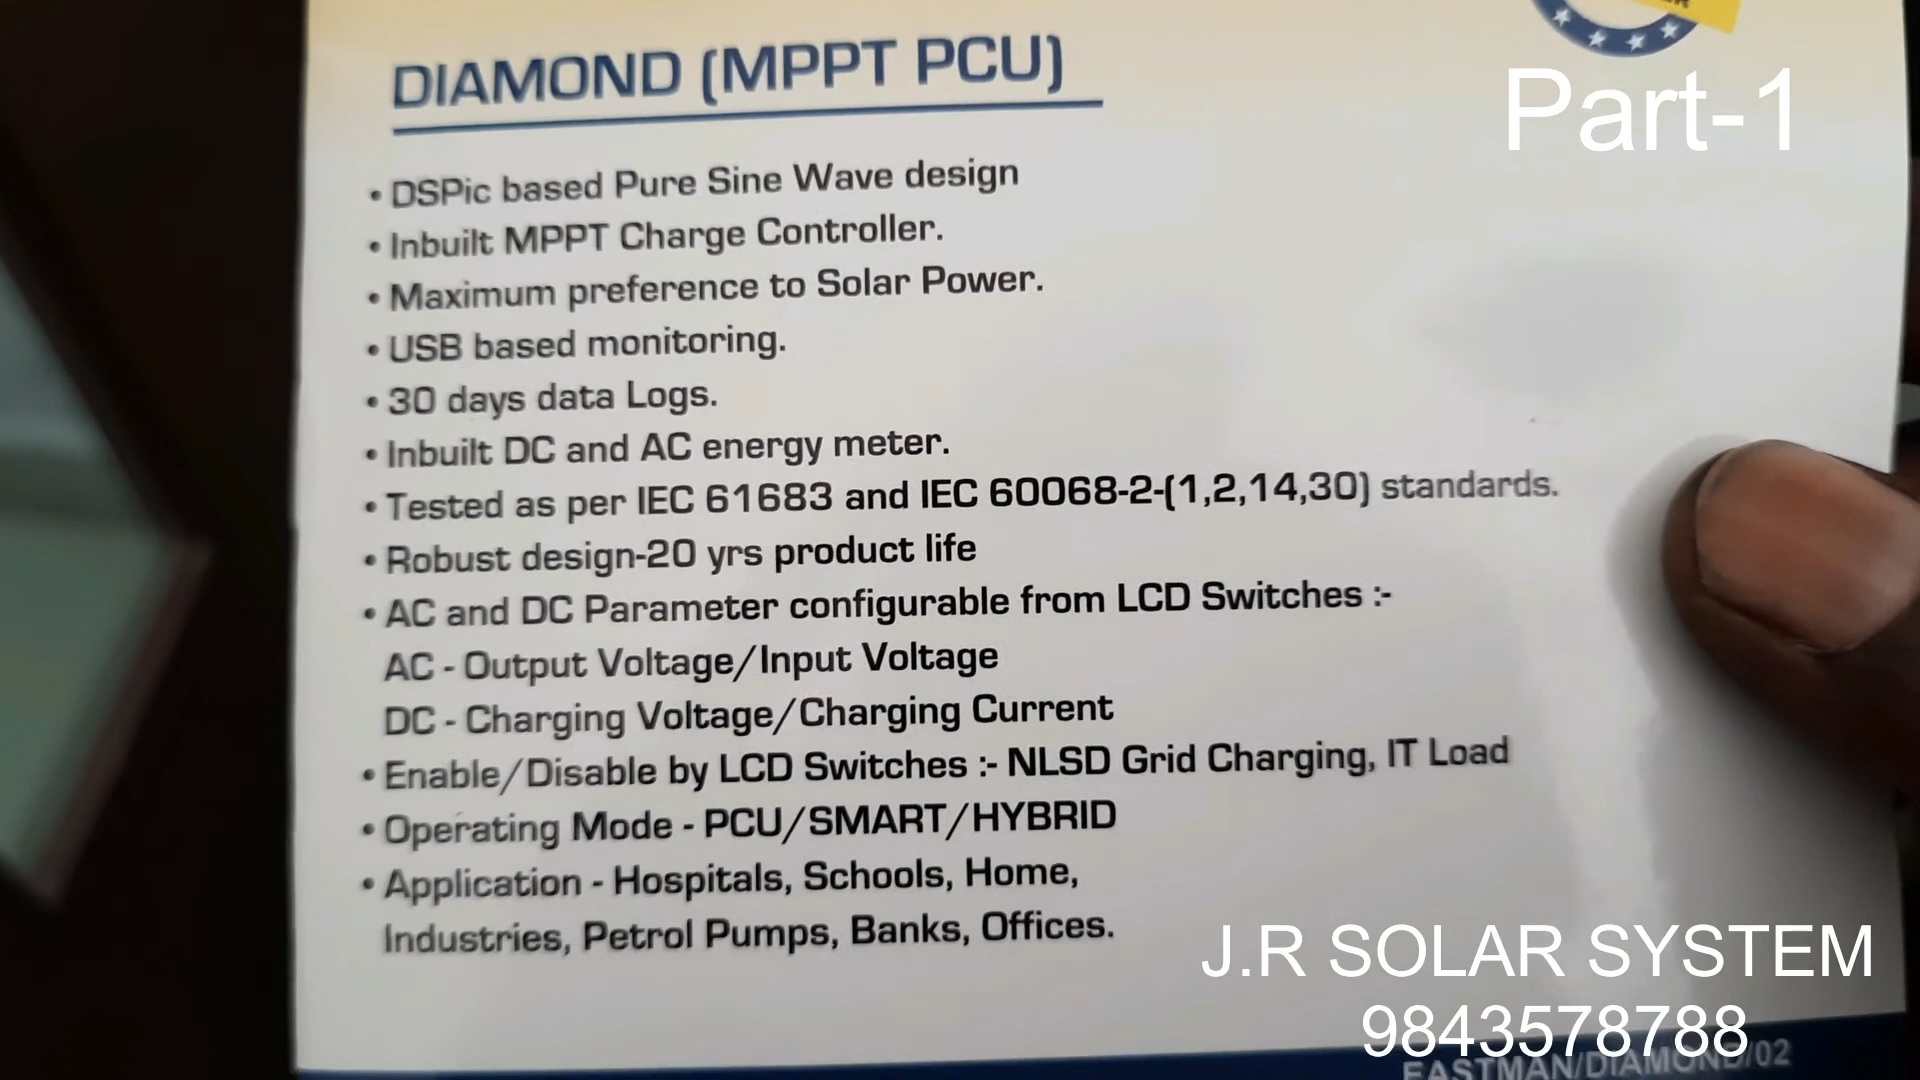 DIAMOND (MPPT PCU)
Part-1
• DSPic based Pure Sine Wave design
• Inbuilt MPPT Charge Controller.
• Maximum preference to Solar Power.
• USB based monitoring.
• 30 days data Logs.
• Inbuilt DC and AC energy meter.
• Tested as per IEC 61683 and IEC 60068-2-(1,2,14,30) standards.
• Robust design-20 yrs product life
• AC and DC Parameter configurable from LCD Switches :-
AC - Output Voltage/Input Voltage
DC - Charging Voltage/Charging Current
• Enable/Disable by LCD Switches :- NLSD Grid Charging, IT Load
• Operating Mode - PCU/SMART/HYBRID
• Application - Hospitals, Schools, Home,
Industries, Petrol Pumps, Banks, Offices.
J.R SOLAR SYSTEM
9843578788
EASTMAN/DIAMOND/02